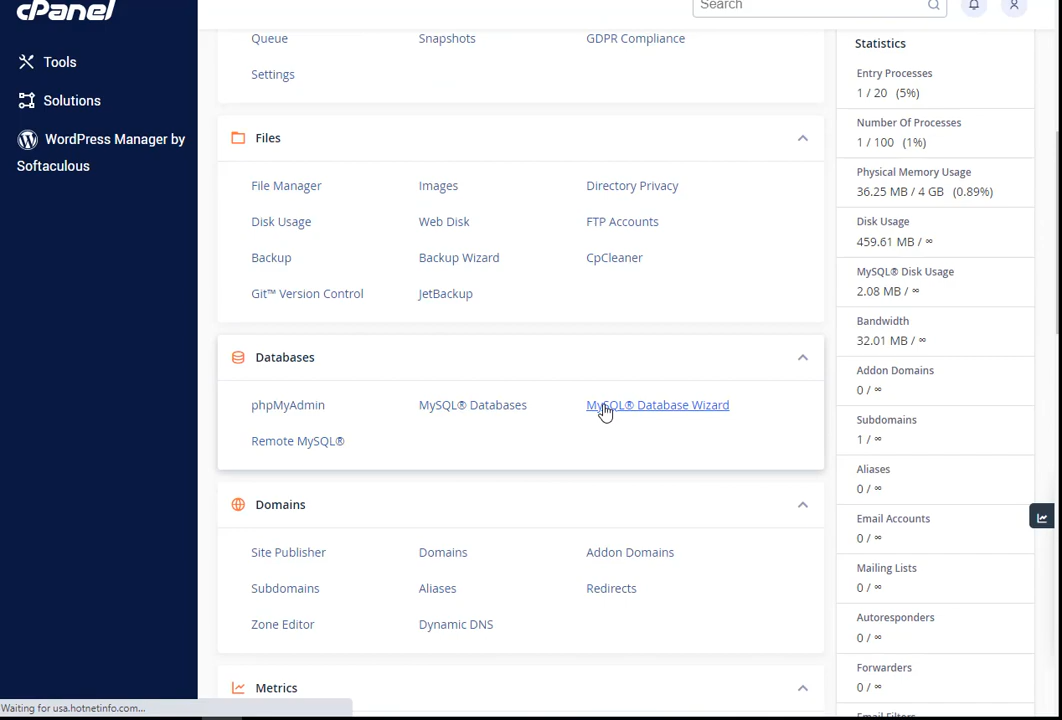 cPanel
Search
Tools
Solutions
WordPress Manager by
Softaculous
Queue
Snapshots
GDPR Compliance
Settings
Files
File Manager
Images
Directory Privacy
Disk Usage
Web Disk
FTP Accounts
Backup
Backup Wizard
CpCleaner
Git™ Version Control
JetBackup
Databases
phpMyAdmin
MySQL® Databases
MySQL® Database Wizard
Remote MySQL®
Domains
Site Publisher
Domains
Addon Domains
Subdomains
Aliases
Redirects
Zone Editor
Dynamic DNS
Metrics
Statistics
Entry Processes
1 / 20 (5%)
Number Of Processes
1 / 100 (1%)
Physical Memory Usage
36.25 MB / 4 GB (0.89%)
Disk Usage
459.61 MB / ∞
MySQL® Disk Usage
2.08 MB / ∞
Bandwidth
32.01 MB / ∞
Addon Domains
0 / ∞
Subdomains
1 / ∞
Aliases
0 / ∞
Email Accounts
0 / ∞
Mailing Lists
0 / ∞
Autoresponders
0 / ∞
Forwarders
0 / ∞
Email Filters
Waiting for usa.hotnetinfo.com...